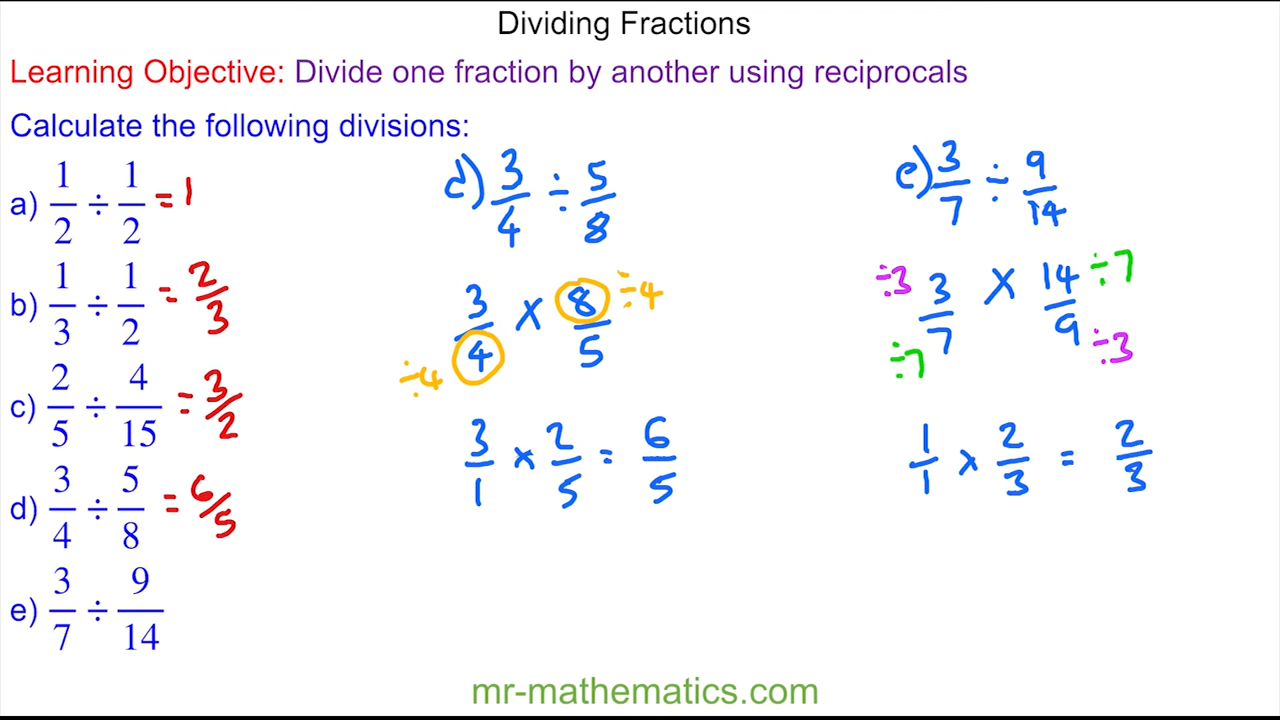 Dividing Fractions
Learning Objective: Divide one fraction by another using reciprocals
Calculate the following divisions:
a) 1/2 ÷ 1/2 = 1
b) 1/3 ÷ 1/2 = 2/3
c) 2/5 ÷ 4/15 = 3/2
d) 3/4 ÷ 5/8 = 6/5
e) 3/7 ÷ 9/14
d) 3/4 ÷ 5/8
3/4 × 8/5 ÷4
÷4
3/1 × 2/5 = 6/5
e) 3/7 ÷ 9/14
÷3 3/7 × 14/9 ÷7
÷7 ÷3
1/1 × 2/3 = 2/3
mr-mathematics.com